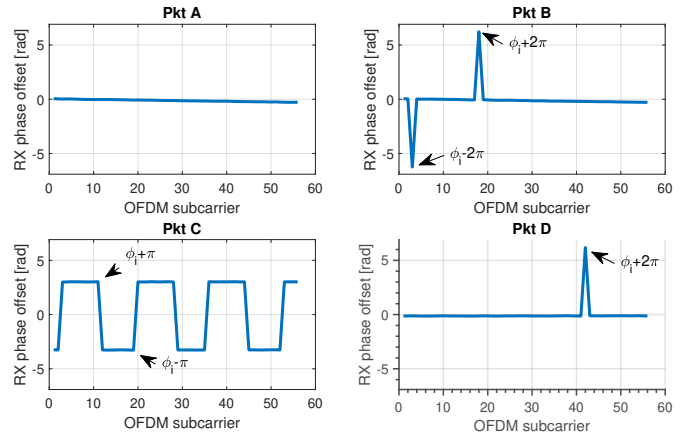 Pkt A
RX phase offset [rad]
5
0
-5
0 10 20 30 40 50 60
OFDM subcarrier
Pkt B
RX phase offset [rad]
5
0
-5
ϕi+2π
ϕi-2π
0 10 20 30 40 50 60
OFDM subcarrier
Pkt C
RX phase offset [rad]
5
0
-5
ϕi+π
ϕi-π
0 10 20 30 40 50 60
OFDM subcarrier
Pkt D
RX phase offset [rad]
5
0
-5
ϕi+2π
0 10 20 30 40 50 60
OFDM subcarrier